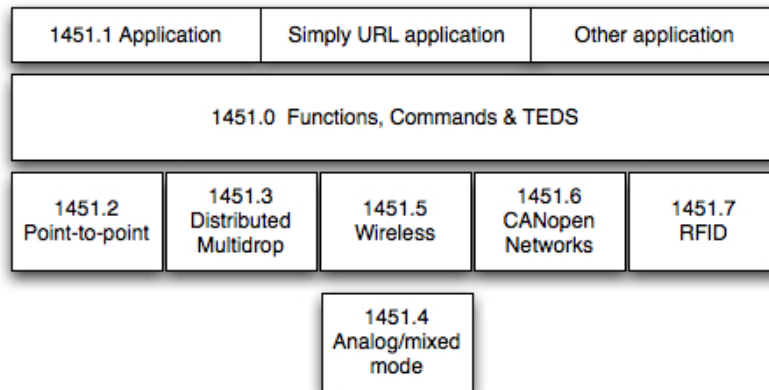 1451.1 Application
Simply URL application
Other application
1451.0 Functions, Commands & TEDS
1451.2
Point-to-point
1451.3
Distributed
Multidrop
1451.5
Wireless
1451.6
CANopen
Networks
1451.7
RFID
1451.4
Analog/mixed
mode